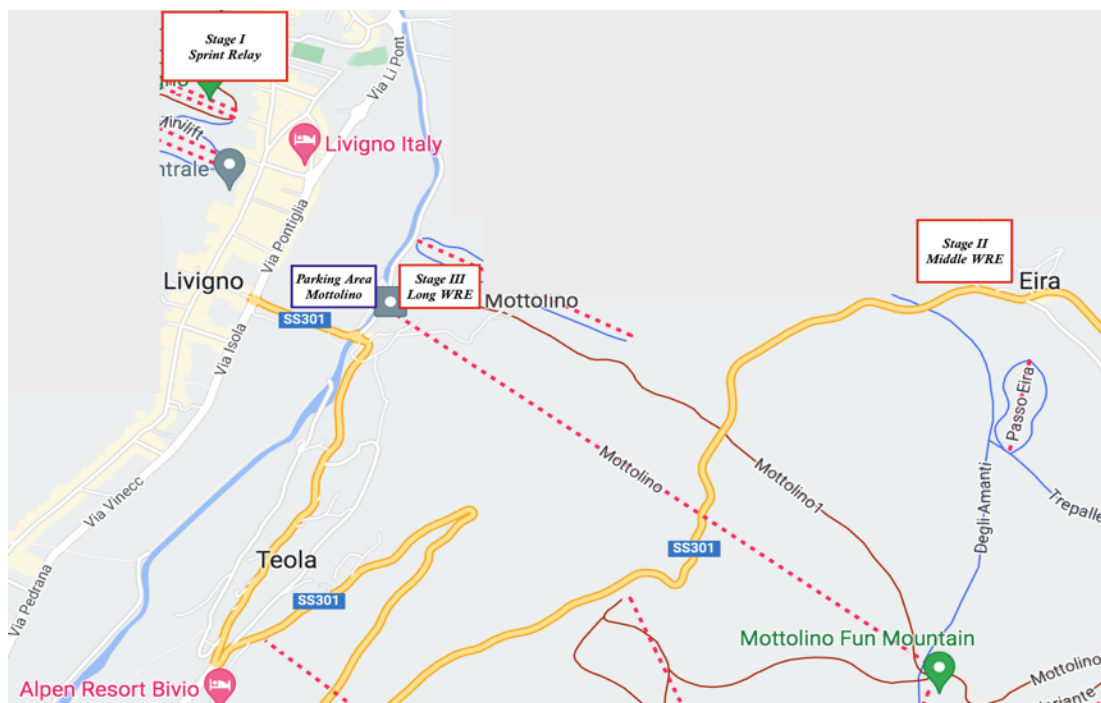 Stage I
Sprint Relay
Via Li Pont
Minilift
Livigno Italy
ntrale
Via Pontiglia
Stage II
Middle WRE
Livigno
Parking Area
Mottolino
Stage III
Long WRE
Mottolino
Eira
SS301
Via Isola
Passo Eira
Mottolino
Mottolino1
Via Vinecc
Degli Amanti
Trepalle
SS301
Teola
Via Pedrana
SS301
Mottolino Fun Mountain
Mottolino
Alpen Resort Bivio